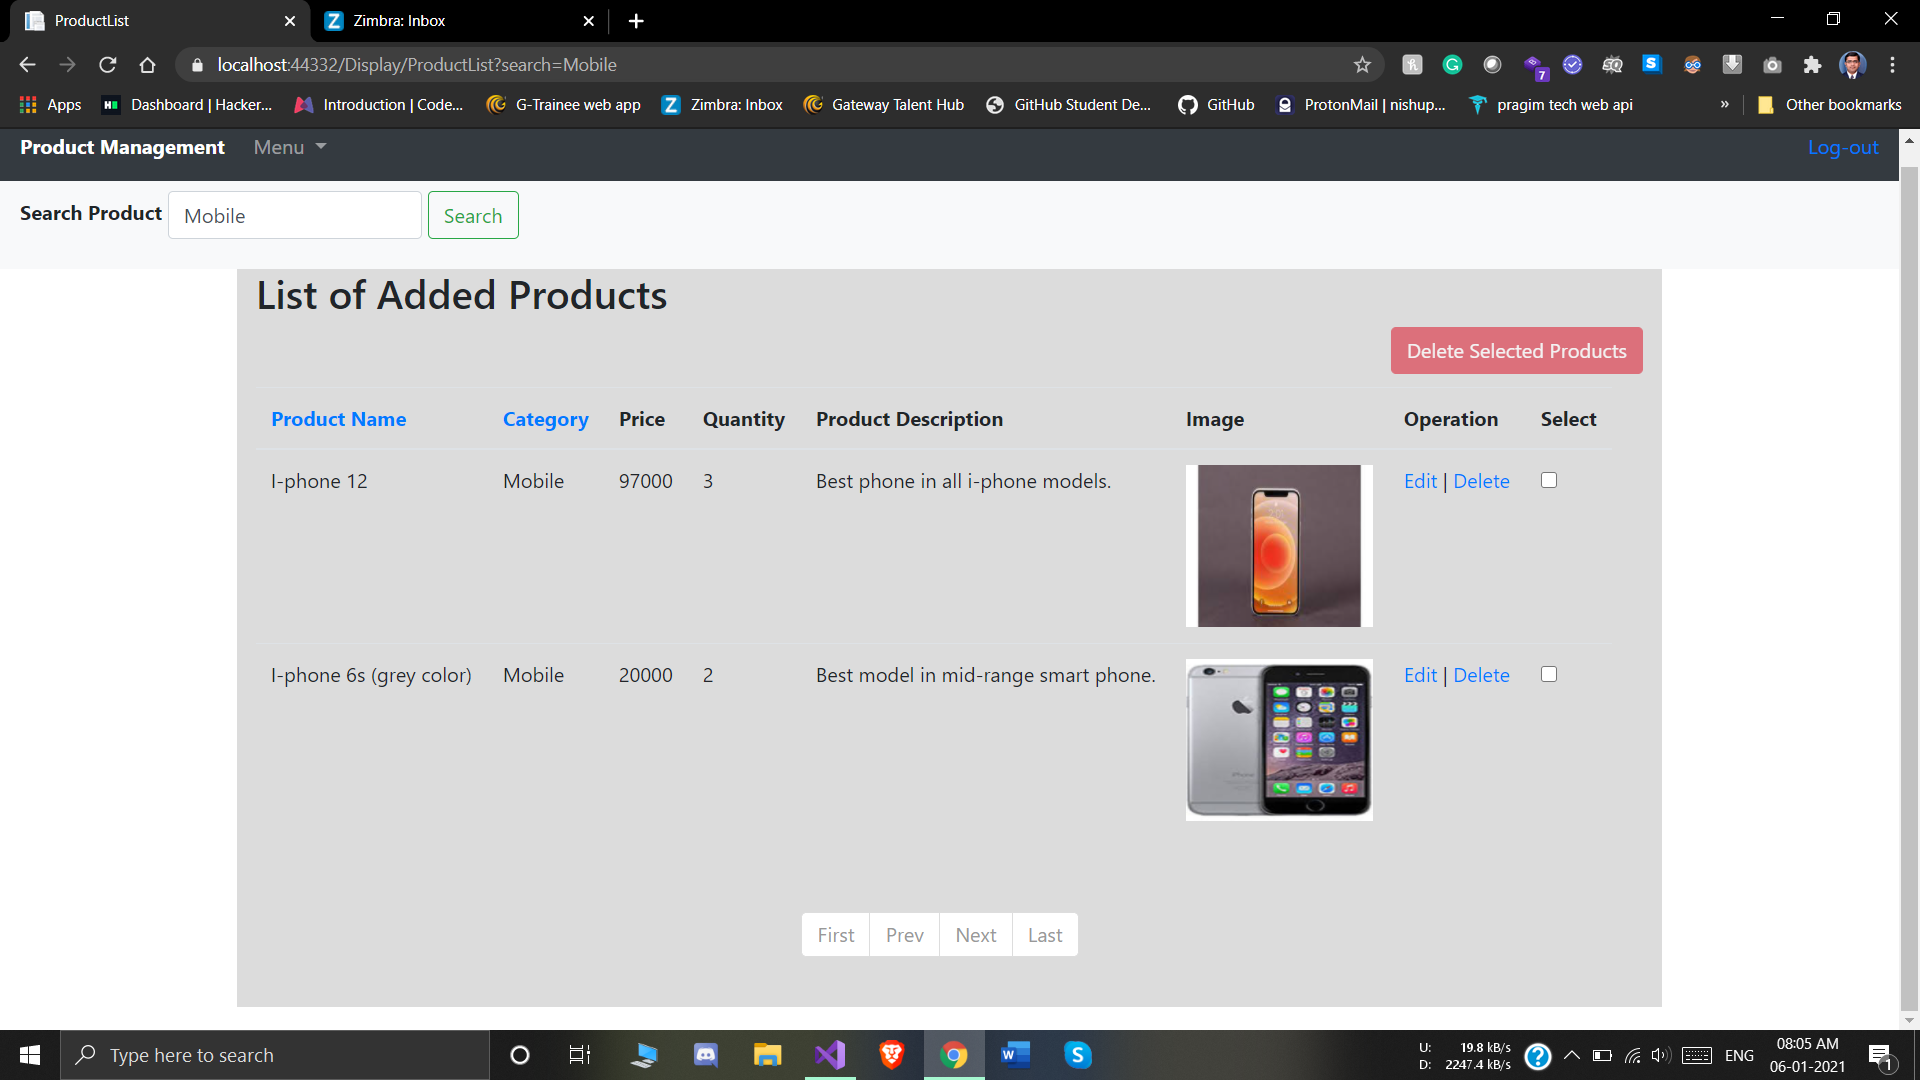 ProductList
Zimbra: Inbox
localhost:44332/Display/ProductList?search=Mobile
7
Apps
Dashboard | Hacker...
Introduction | Code...
G-Trainee web app
Zimbra: Inbox
Gateway Talent Hub
GitHub Student De...
GitHub
ProtonMail | nishup...
pragim tech web api
»
Other bookmarks
Product Management
Menu
Log-out
Search Product
Mobile
Search
List of Added Products
Delete Selected Products
Product Name Category Price Quantity Product Description Image Operation Select
I-phone 12 Mobile 97000 3 Best phone in all i-phone models. Edit | Delete
I-phone 6s (grey color) Mobile 20000 2 Best model in mid-range smart phone. Edit | Delete
First Prev Next Last
Type here to search
U: 19.8 kB/s
D: 2247.4 kB/s
ENG
08:05 AM
06-01-2021
1